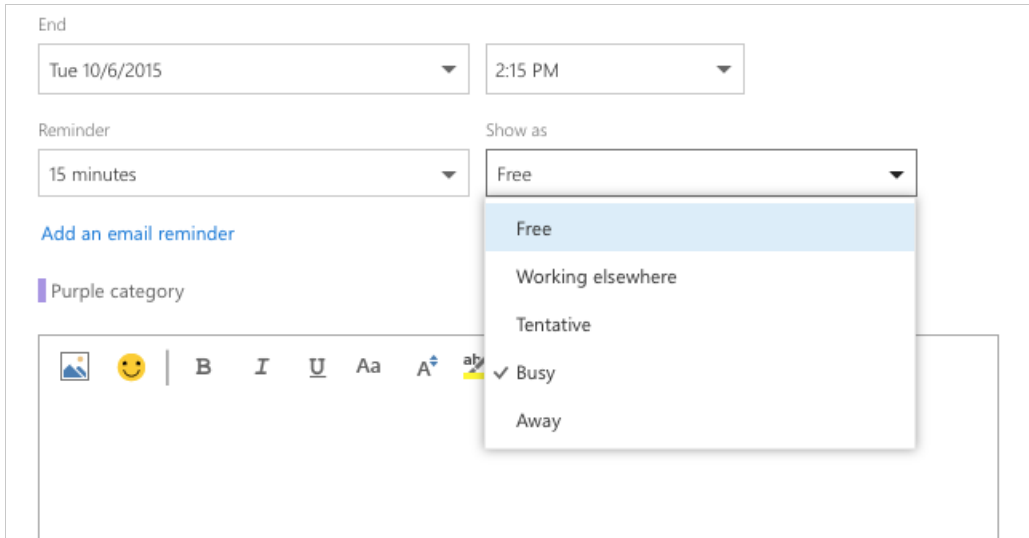 End
Tue 10/6/2015 2:15 PM
Reminder Show as
15 minutes Free
Add an email reminder
Purple category
Free
Working elsewhere
Tentative
Busy
Away
B I U Aa A ab